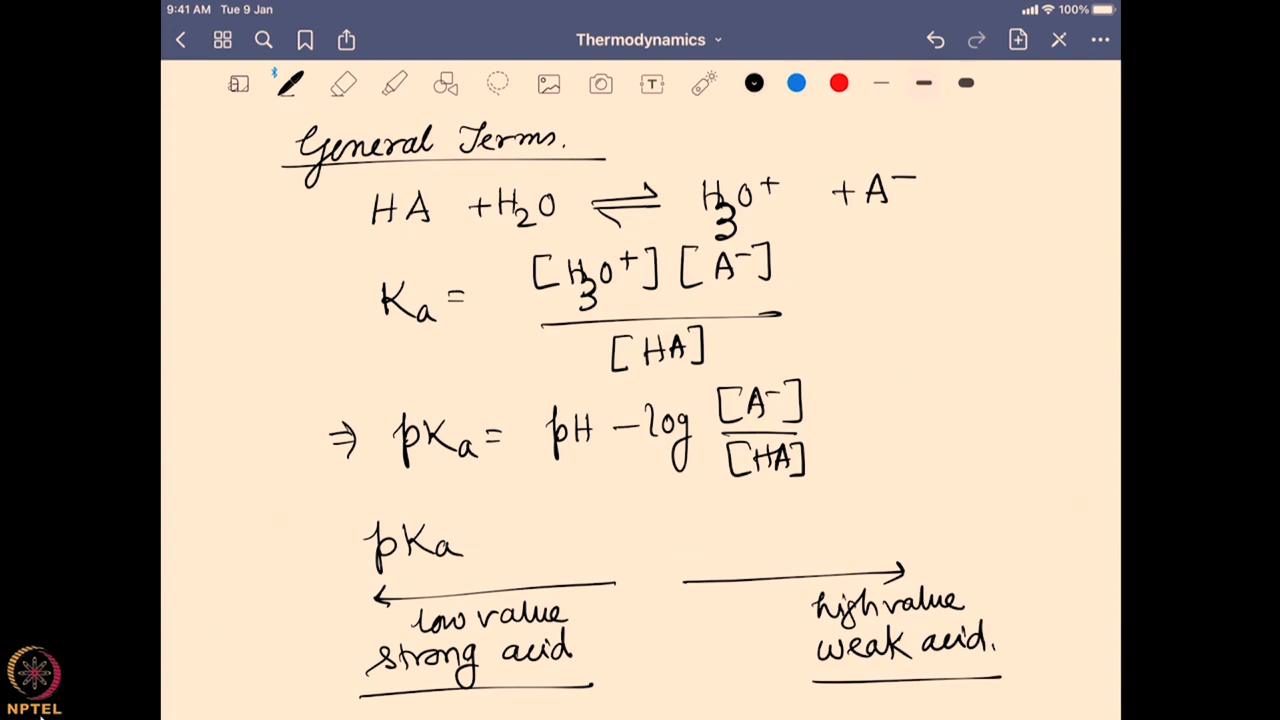 9:41 AM Tue 9 Jan
100%
Thermodynamics
T
General Terms.
HA + H₂O ⇌ H₃O⁺ + A⁻
Ka = [H₃O⁺] [A⁻]
[HA]
⇒ pKa = pH - log [A⁻]
[HA]
pKa
low value high value
strong acid weak acid.
NPTEL